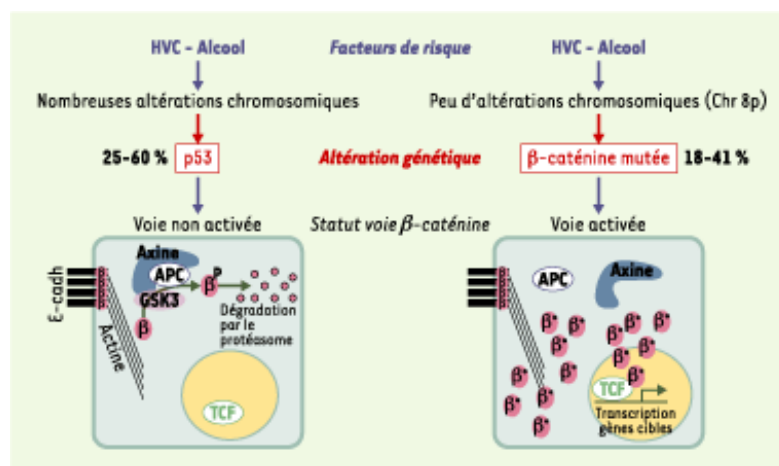 HVC - Alcool Facteurs de risque HVC - Alcool
Nombreuses altérations chromosomiques Peu d'altérations chromosomiques (Chr 8p)
25-60 % p53 Altération génétique β-caténine mutée 18-41 %
Voie non activée Statut voie β-caténine Voie activée
Axine
APC
GSK3
β
β
P
Dégradation
par le
protéasome
E-cadh
Actine
TCF
APC
Axine
β*
β*
β*
β*
β*
β*
β*
β*
β*
β*
β*
β*
β*
β*
TCF
Transcription
gènes cibles